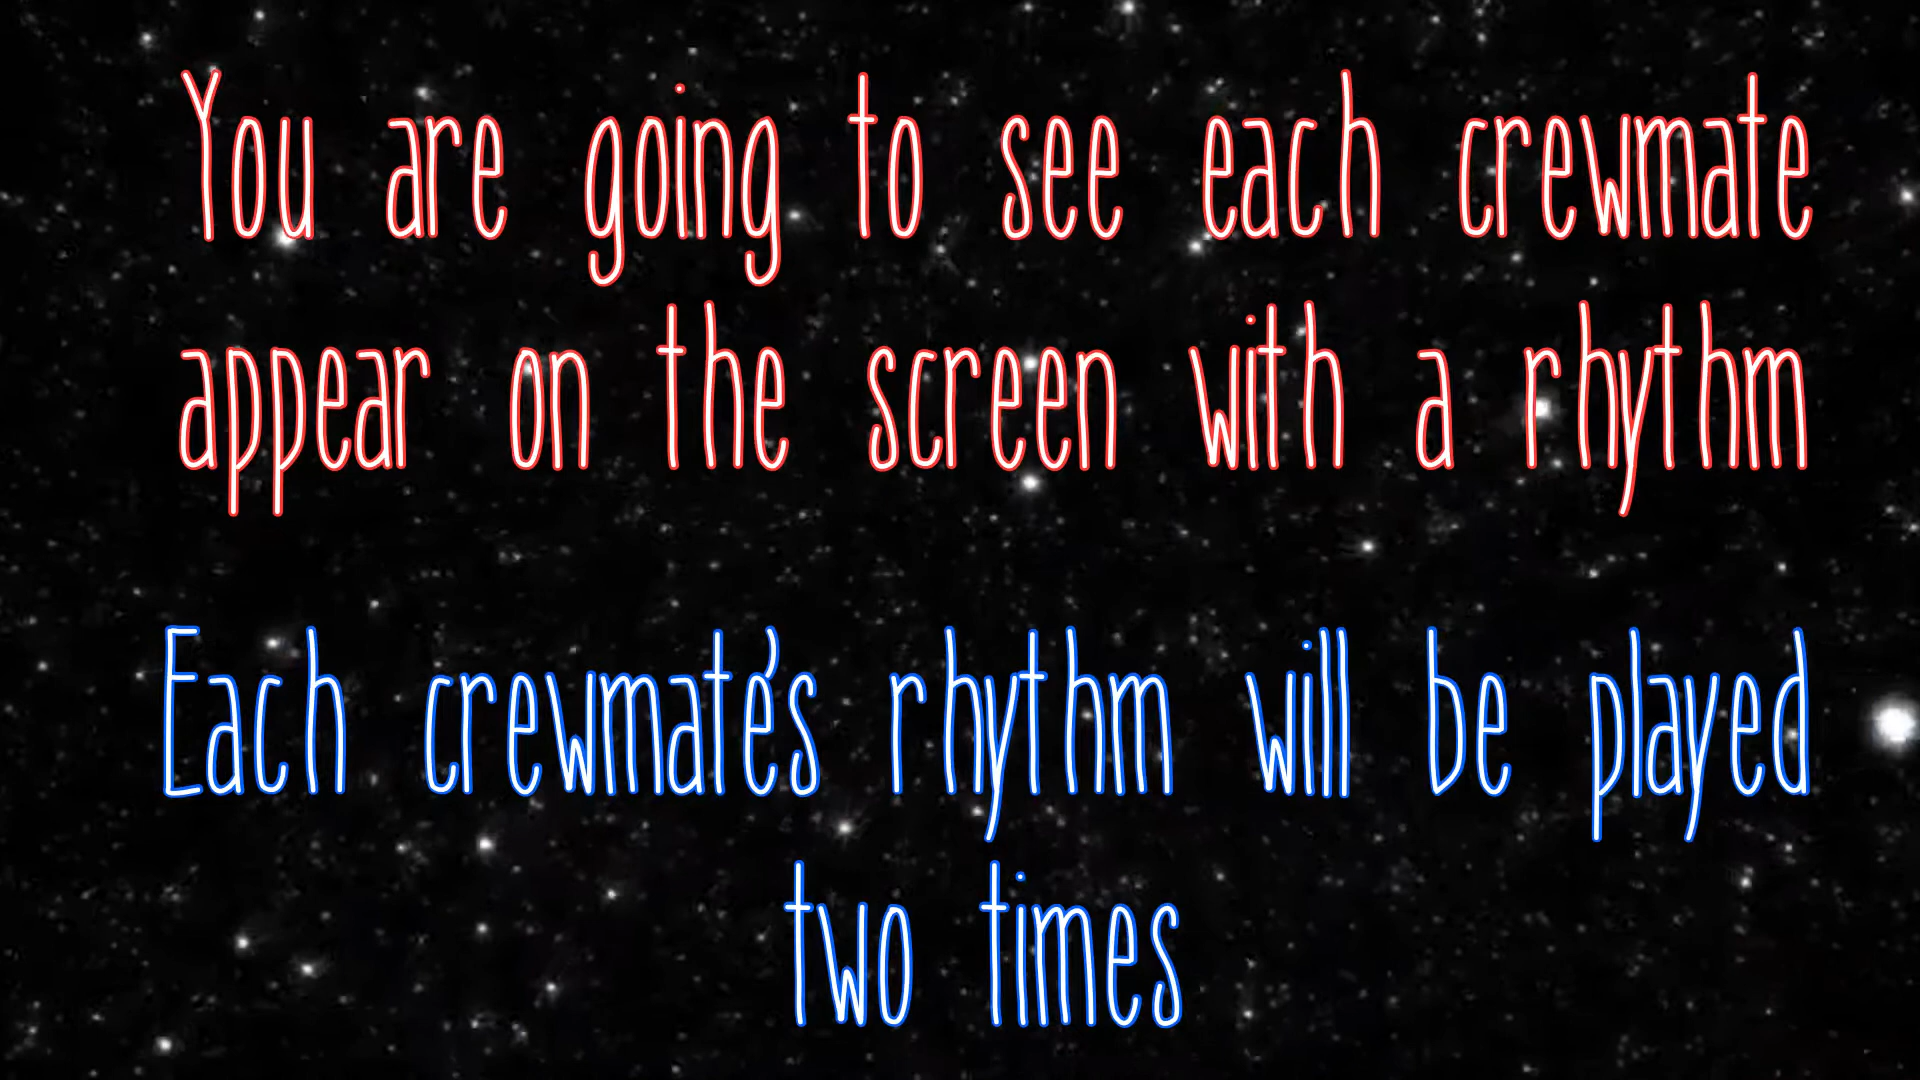 You are going to see each crewmate
appear on the screen with a rhythm
Each crewmate's rhythm will be played
two times